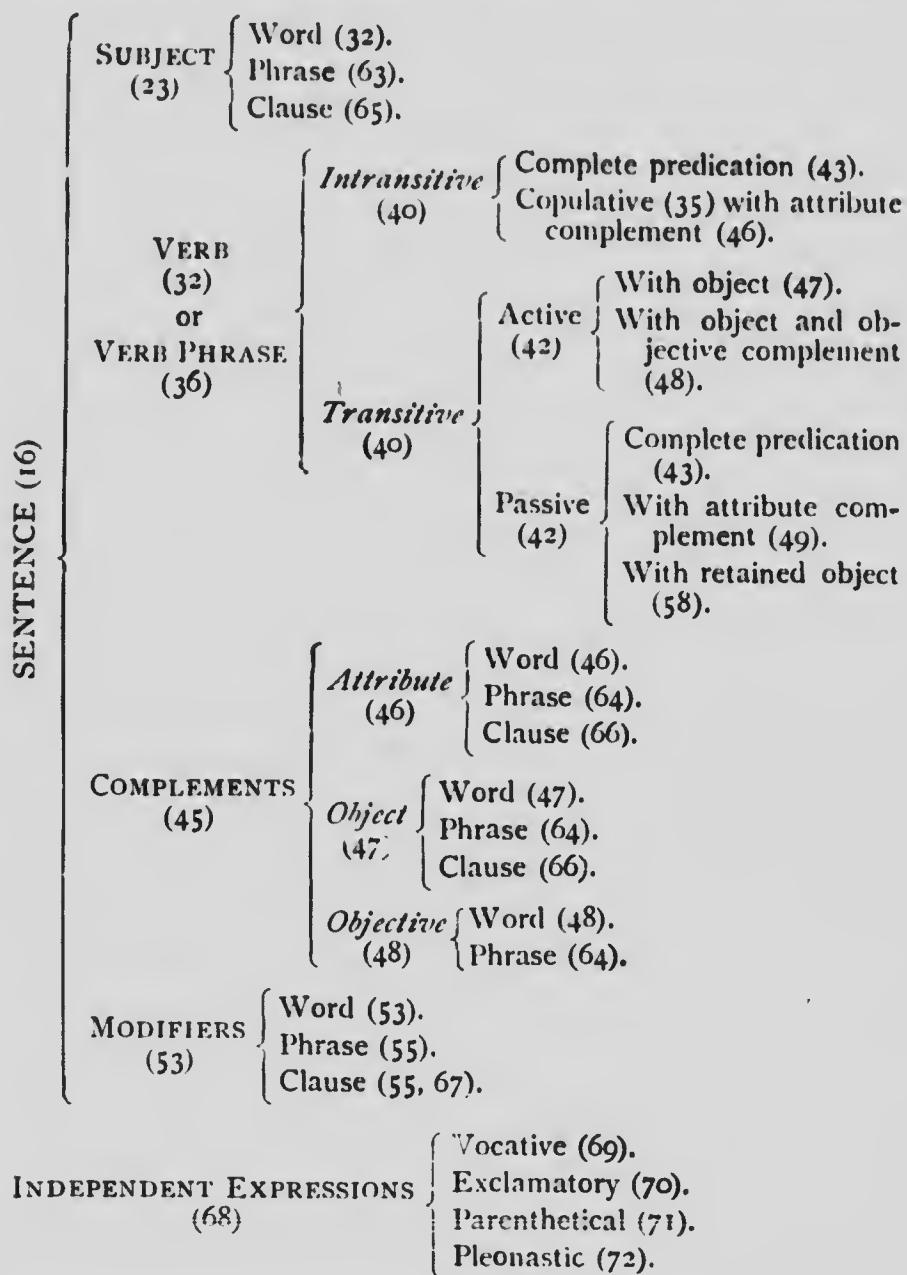 SENTENCE (16)
SUBJECT
(23)
Word (32).
Phrase (63).
Clause (65).
VERB
(32)
or
VERB PHRASE
(36)
Intransitive
(40)
Complete predication (43).
Copulative (35) with attribute
complement (46).
Transitive
(40)
Active
(42)
With object (47).
With object and ob-
jective complement
(48).
Passive
(42)
Complete predication
(43).
With attribute com-
plement (49).
With retained object
(58).
COMPLEMENTS
(45)
Attribute
(46)
Word (46).
Phrase (64).
Clause (66).
Object
(47)
Word (47).
Phrase (64).
Clause (66).
Objective
(48)
Word (48).
Phrase (64).
MODIFIERS
(53)
Word (53).
Phrase (55).
Clause (55, 67).
INDEPENDENT EXPRESSIONS
(68)
Vocative (69).
Exclamatory (70).
Parenthetical (71).
Pleonastic (72).